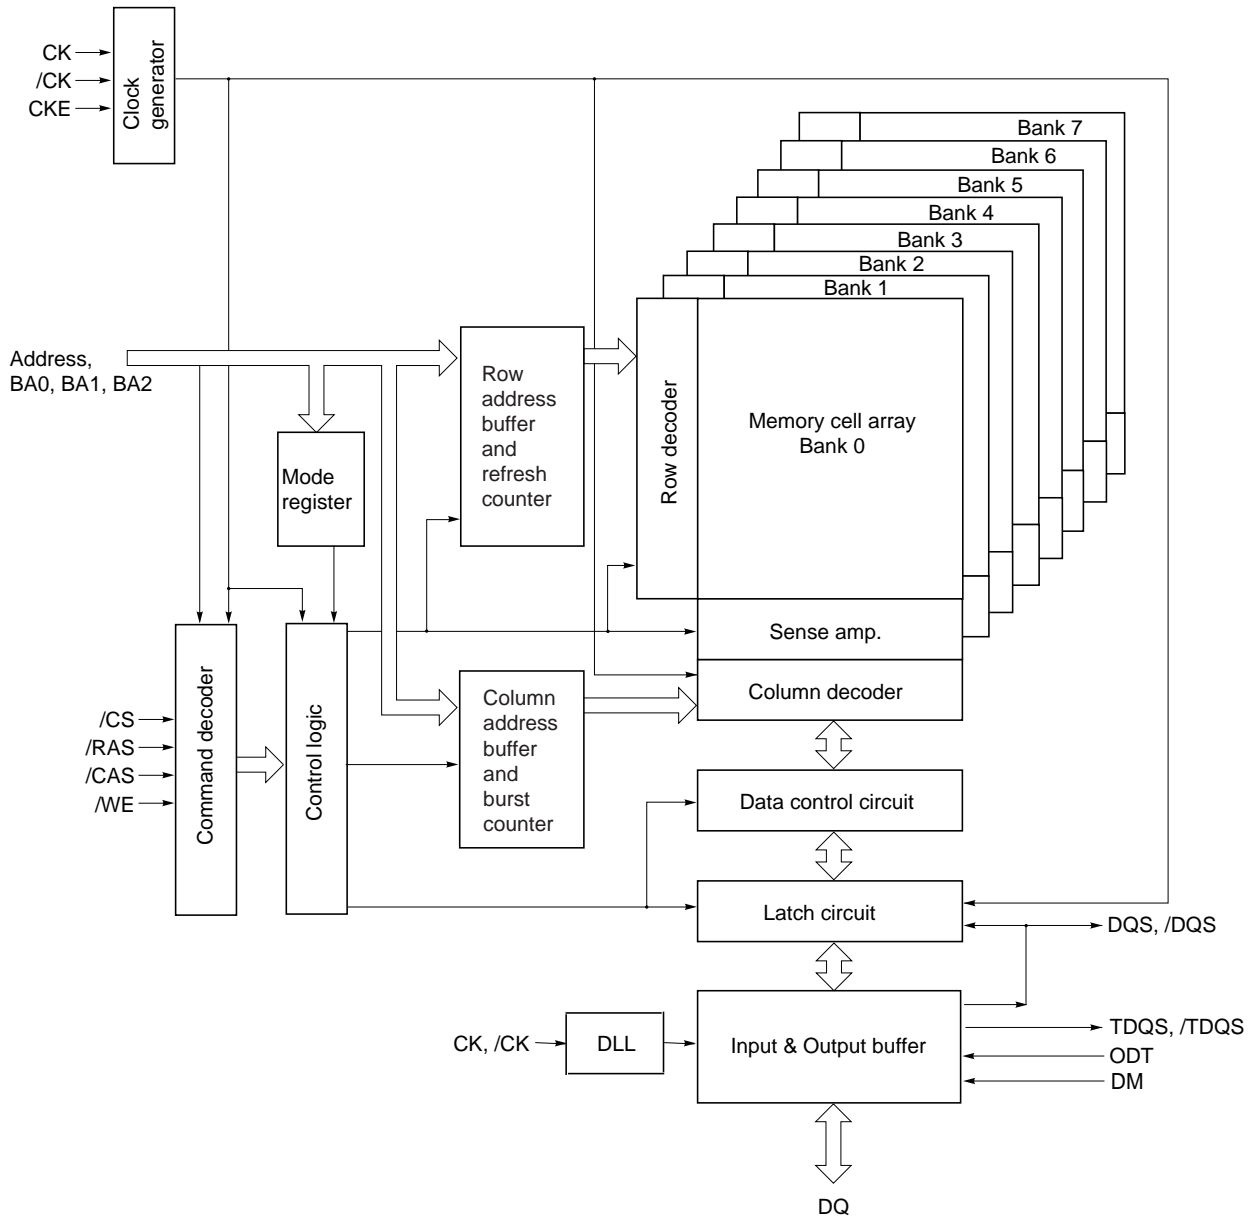 CK
/CK
CKE
Clock
generator
Bank 7
Bank 6
Bank 5
Bank 4
Bank 3
Bank 2
Bank 1
Address,
BA0, BA1, BA2
Mode
register
Row
address
buffer
and
refresh
counter
Row decoder
Memory cell array
Bank 0
Sense amp.
Column decoder
/CS
/RAS
/CAS
/WE
Command decoder
Control logic
Column
address
buffer
and
burst
counter
Data control circuit
Latch circuit
DQS, /DQS
CK, /CK
DLL
Input & Output buffer
TDQS, /TDQS
ODT
DM
DQ